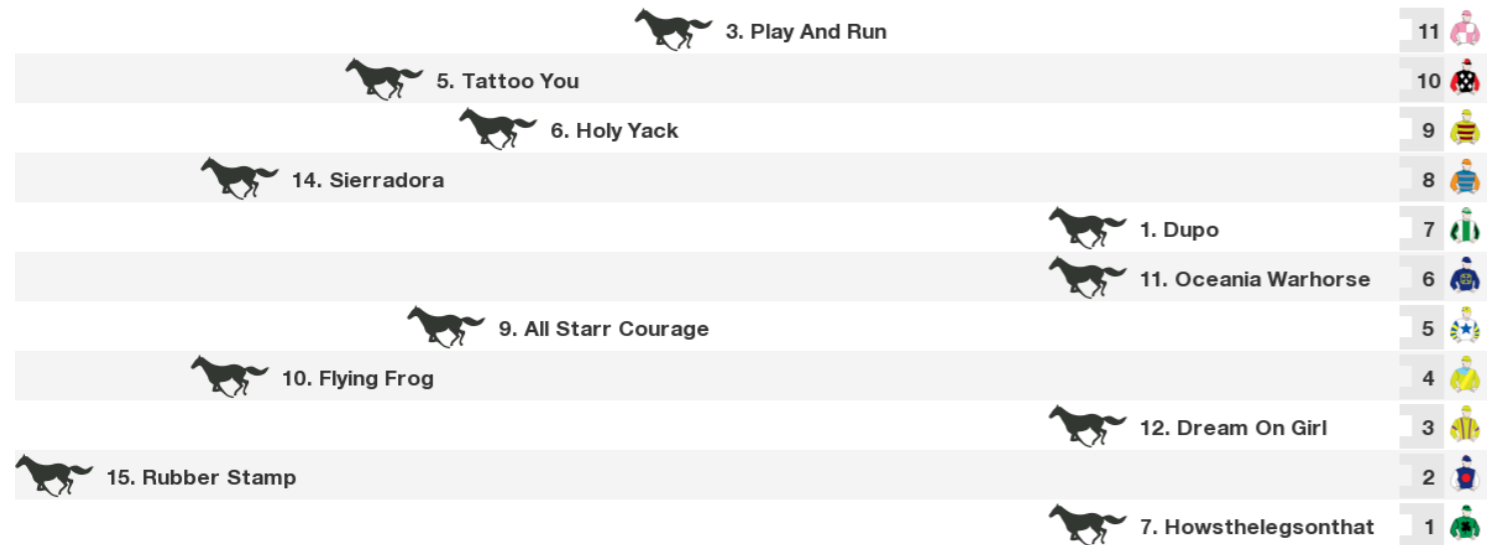 3. Play And Run 11
5. Tattoo You 10
6. Holy Yack 9
14. Sierradora 8
1. Dupo 7
11. Oceania Warhorse 6
9. All Starr Courage 5
10. Flying Frog 4
12. Dream On Girl 3
15. Rubber Stamp 2
7. Howsthelegsonthat 1